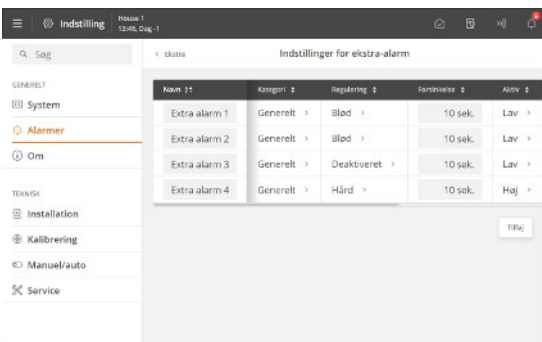 Indstilling
House 1
12:46, Dag -1
Søg
‹ Ekstra
Indstillinger for ekstra-alarm
GENERELT
System
Alarmer
Om
TEKNISK
Installation
Kalibrering
Manuel/auto
Service
Navn Kategori Regulering Forsinkelse Aktiv
Extra alarm 1 Generelt › Blød › 10 sek. Lav ›
Extra alarm 2 Generelt › Blød › 10 sek. Lav ›
Extra alarm 3 Generelt › Deaktiveret › 10 sek. Lav ›
Extra alarm 4 Generelt › Hård › 10 sek. Høj ›
Tilføj